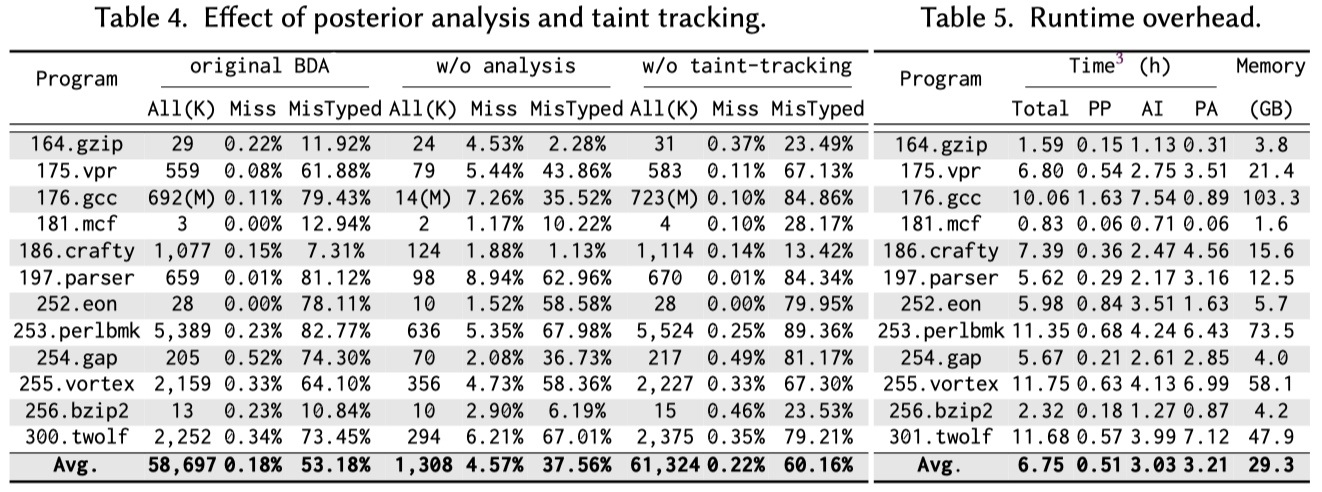 Table 4. Effect of posterior analysis and taint tracking.
Program original BDA w/o analysis w/o taint-tracking
All(K) Miss MisTyped All(K) Miss MisTyped All(K) Miss MisTyped
164.gzip 29 0.22% 11.92% 24 4.53% 2.28% 31 0.37% 23.49%
175.vpr 559 0.08% 61.88% 79 5.44% 43.86% 583 0.11% 67.13%
176.gcc 692(M) 0.11% 79.43% 14(M) 7.26% 35.52% 723(M) 0.10% 84.86%
181.mcf 3 0.00% 12.94% 2 1.17% 10.22% 4 0.10% 28.17%
186.crafty 1,077 0.15% 7.31% 124 1.88% 1.13% 1,114 0.14% 13.42%
197.parser 659 0.01% 81.12% 98 8.94% 62.96% 670 0.01% 84.34%
252.eon 28 0.00% 78.11% 10 1.52% 58.58% 28 0.00% 79.95%
253.perlbmk 5,389 0.23% 82.77% 636 5.35% 67.98% 5,524 0.25% 89.36%
254.gap 205 0.52% 74.30% 70 2.08% 36.73% 217 0.49% 81.17%
255.vortex 2,159 0.33% 64.10% 356 4.73% 58.36% 2,227 0.33% 67.30%
256.bzip2 13 0.23% 10.84% 10 2.90% 6.19% 15 0.46% 23.53%
300.twolf 2,252 0.34% 73.45% 294 6.21% 67.01% 2,375 0.35% 79.21%
Avg. 58,697 0.18% 53.18% 1,308 4.57% 37.56% 61,324 0.22% 60.16%
Table 5. Runtime overhead.
Program Time3 (h) Memory
Total PP AI PA (GB)
164.gzip 1.59 0.15 1.13 0.31 3.8
175.vpr 6.80 0.54 2.75 3.51 21.4
176.gcc 10.06 1.63 7.54 0.89 103.3
181.mcf 0.83 0.06 0.71 0.06 1.6
186.crafty 7.39 0.36 2.47 4.56 15.6
197.parser 5.62 0.29 2.17 3.16 12.5
252.eon 5.98 0.84 3.51 1.63 5.7
253.perlbmk 11.35 0.68 4.24 6.43 73.5
254.gap 5.67 0.21 2.61 2.85 4.0
255.vortex 11.75 0.63 4.13 6.99 58.1
256.bzip2 2.32 0.18 1.27 0.87 4.2
301.twolf 11.68 0.57 3.99 7.12 47.9
Avg. 6.75 0.51 3.03 3.21 29.3